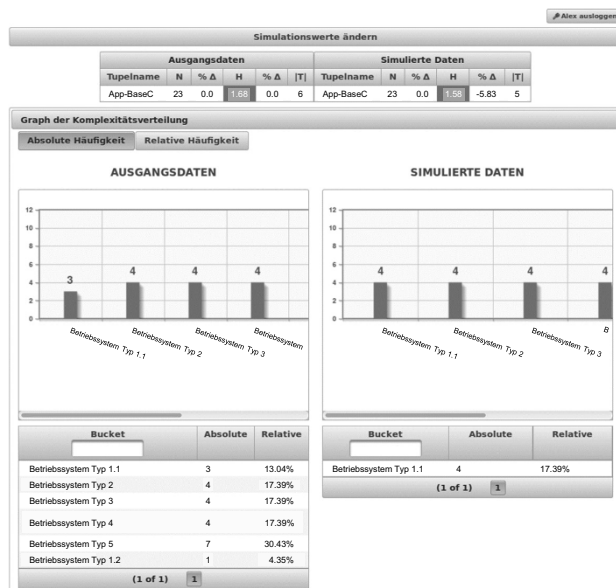 Alex ausloggen
Simulationswerte ändern
Ausgangsdaten Simulierte Daten
Tupelname N % Δ H % Δ |T| Tupelname N % Δ H % Δ |T|
App-BaseC 23 0.0 1.68 0.0 6 App-BaseC 23 0.0 1.58 -5.83 5
Graph der Komplexitätsverteilung
Absolute Häufigkeit Relative Häufigkeit
AUSGANGSDATEN
12
10
8
6
4
2
0
3 4 4 4
Betriebssystem Typ 1.1
Betriebssystem Typ 2
Betriebssystem Typ 3
Betriebssystem
SIMULIERTE DATEN
12
10
8
6
4
2
0
4 4 4 4
Betriebssystem Typ 1.1
Betriebssystem Typ 2
Betriebssystem Typ 3
B
Bucket Absolute Relative
Betriebssystem Typ 1.1 3 13.04%
Betriebssystem Typ 2 4 17.39%
Betriebssystem Typ 3 4 17.39%
Betriebssystem Typ 4 4 17.39%
Betriebssystem Typ 5 7 30.43%
Betriebssystem Typ 1.2 1 4.35%
(1 of 1) 1
Bucket Absolute Relative
Betriebssystem Typ 1.1 4 17.39%
(1 of 1) 1